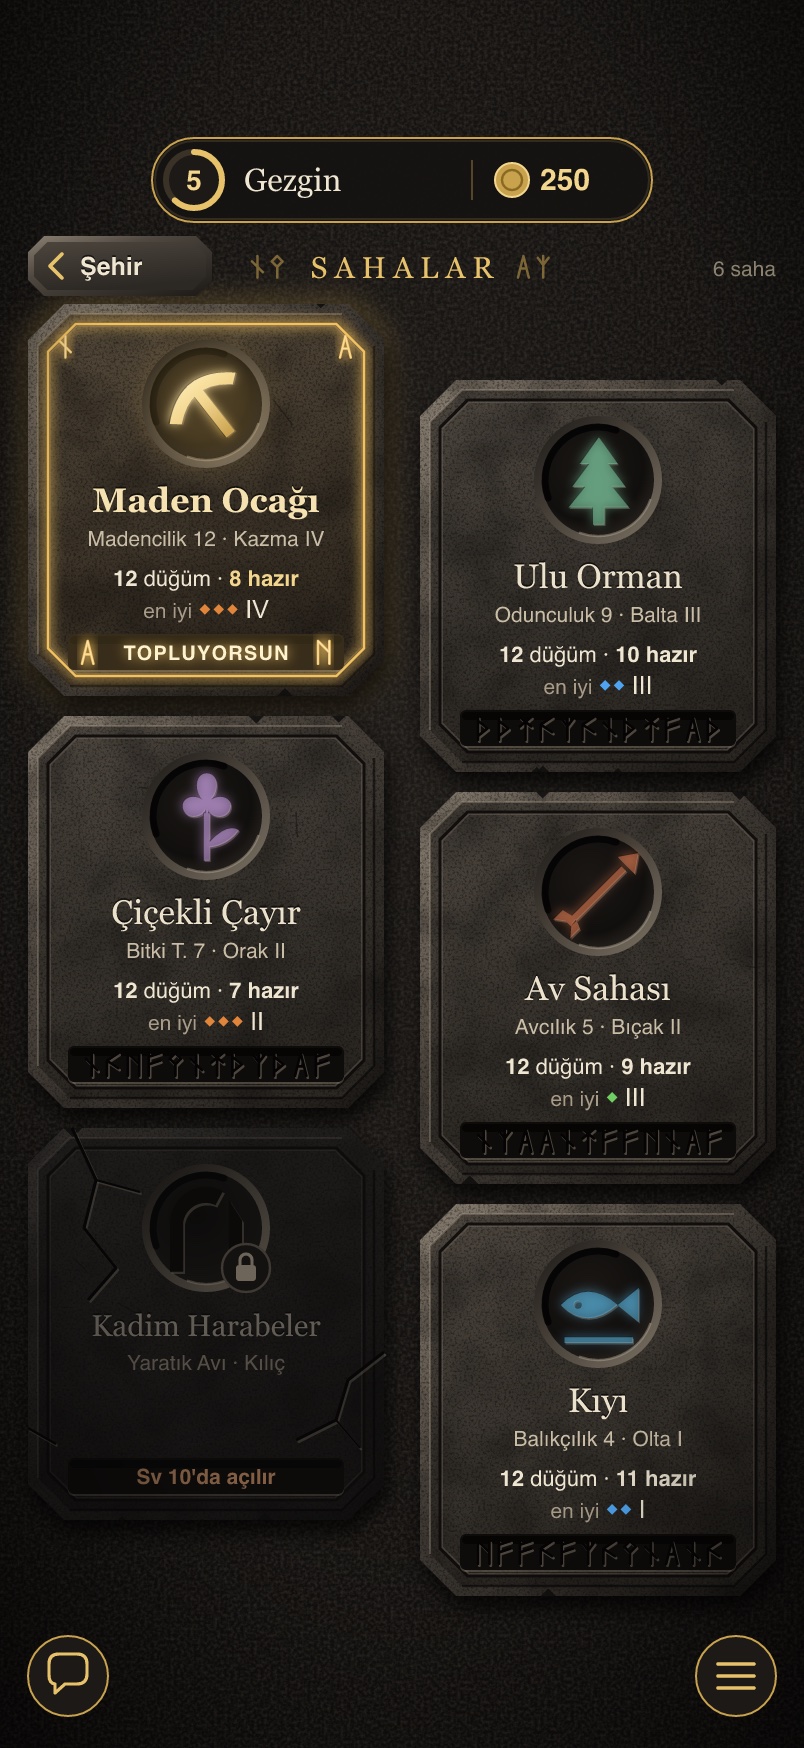 5 Gezgin 250
Şehir
ᚾᛟ SAHALAR ᚨᛉ
6 saha
Maden Ocağı
Madencilik 12 · Kazma IV
12 düğüm · 8 hazır
en iyi ◆◆◆ IV
TOPLUYORSUN
Ulu Orman
Odunculuk 9 · Balta III
12 düğüm · 10 hazır
en iyi ◆◆ III
Çiçekli Çayır
Bitki T. 7 · Orak II
12 düğüm · 7 hazır
en iyi ◆◆◆ II
Av Sahası
Avcılık 5 · Bıçak II
12 düğüm · 9 hazır
en iyi ◆ III
Kadim Harabeler
Yaratık Avı · Kılıç
Sv 10'da açılır
Kıyı
Balıkçılık 4 · Olta I
12 düğüm · 11 hazır
en iyi ◆◆ I